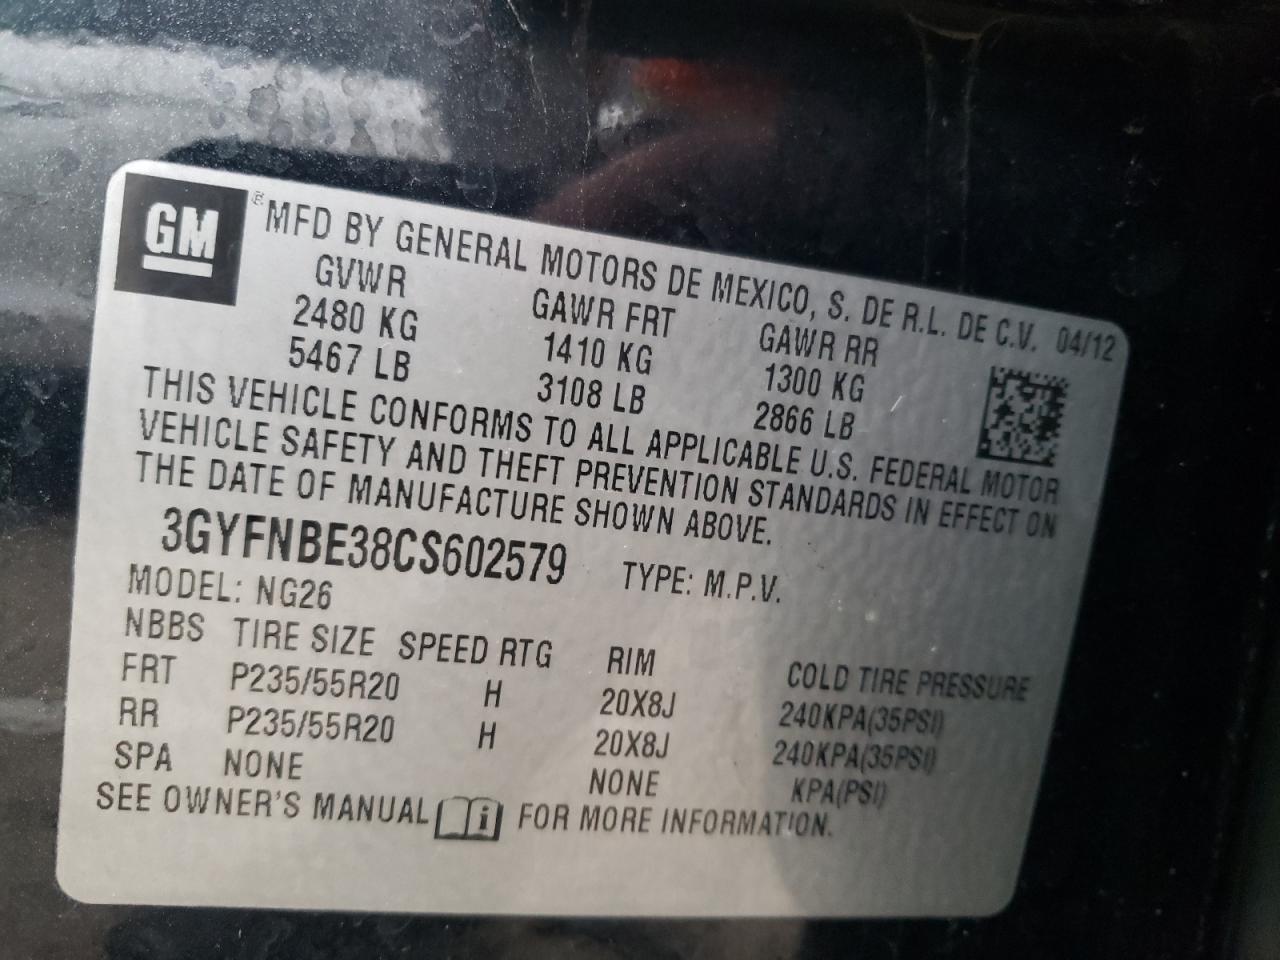 GM
® MFD BY GENERAL MOTORS DE MEXICO, S. DE R.L. DE C.V. 04/12
GVWR GAWR FRT GAWR RR
2480 KG 1410 KG 1300 KG
5467 LB 3108 LB 2866 LB
THIS VEHICLE CONFORMS TO ALL APPLICABLE U.S. FEDERAL MOTOR
VEHICLE SAFETY AND THEFT PREVENTION STANDARDS IN EFFECT ON
THE DATE OF MANUFACTURE SHOWN ABOVE.
3GYFNBE38CS602579 TYPE: M.P.V.
MODEL: NG26
NBBS TIRE SIZE SPEED RTG RIM COLD TIRE PRESSURE
FRT P235/55R20 H 20X8J 240KPA(35PSI)
RR P235/55R20 H 20X8J 240KPA(35PSI)
SPA NONE NONE KPA(PSI)
SEE OWNER'S MANUAL i FOR MORE INFORMATION.